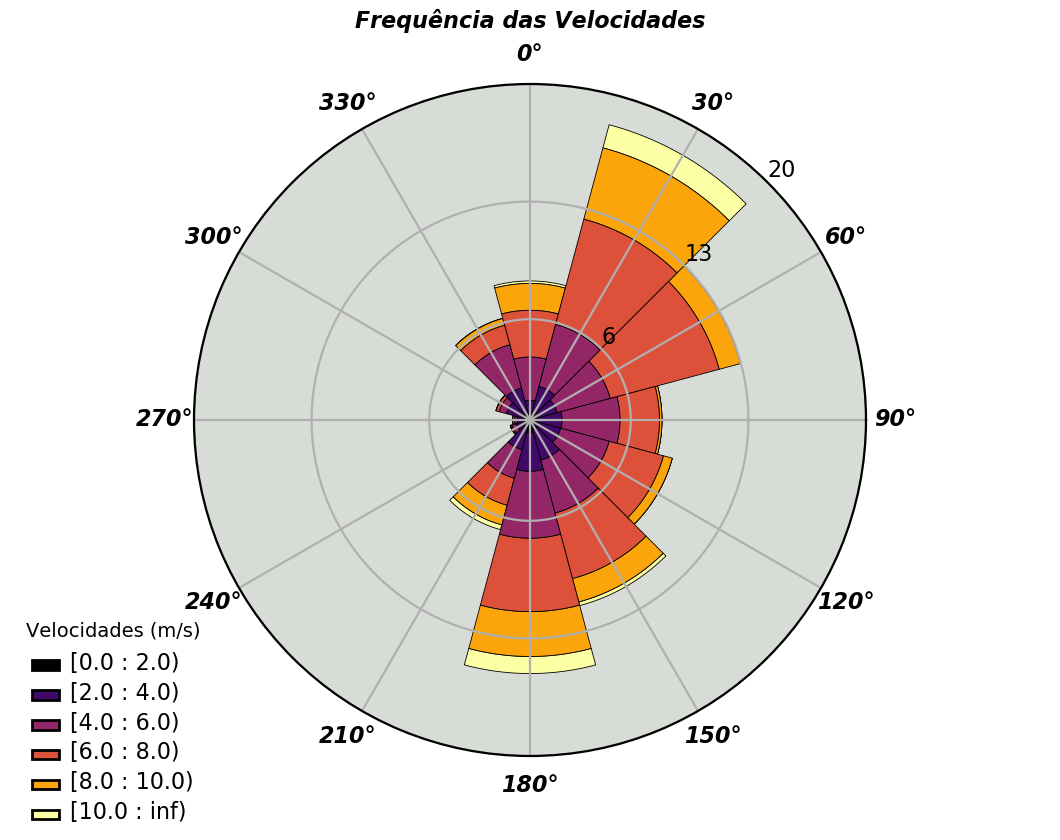 Frequência das Velocidades
0°
330°
30°
20
300°
60°
13
6
270°
90°
240°
120°
210°
150°
180°
Velocidades (m/s)
[0.0 : 2.0)
[2.0 : 4.0)
[4.0 : 6.0)
[6.0 : 8.0)
[8.0 : 10.0)
[10.0 : inf)